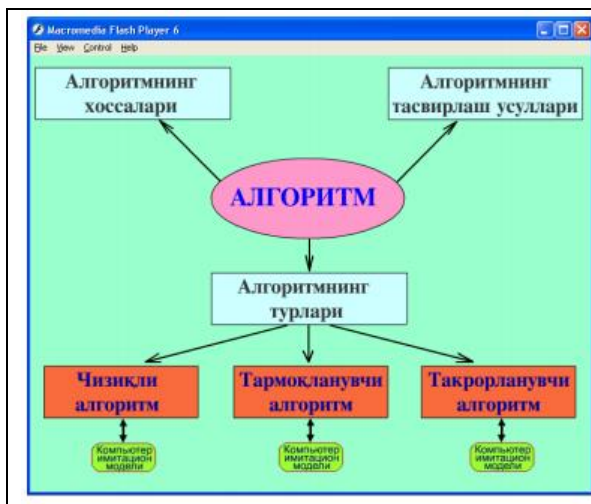 Macromedia Flash Player 6
File View Control Help
Алгоритмнинг
хоссалари
Алгоритмнинг
тасвирлаш усуллари
АЛГОРИТМ
Алгоритмнинг
турлари
Чизиқли
алгоритм
Тармоқланувчи
алгоритм
Такрорланувчи
алгоритм
Компьютер
имитацион
модели
Компьютер
имитацион
модели
Компьютер
имитацион
модели